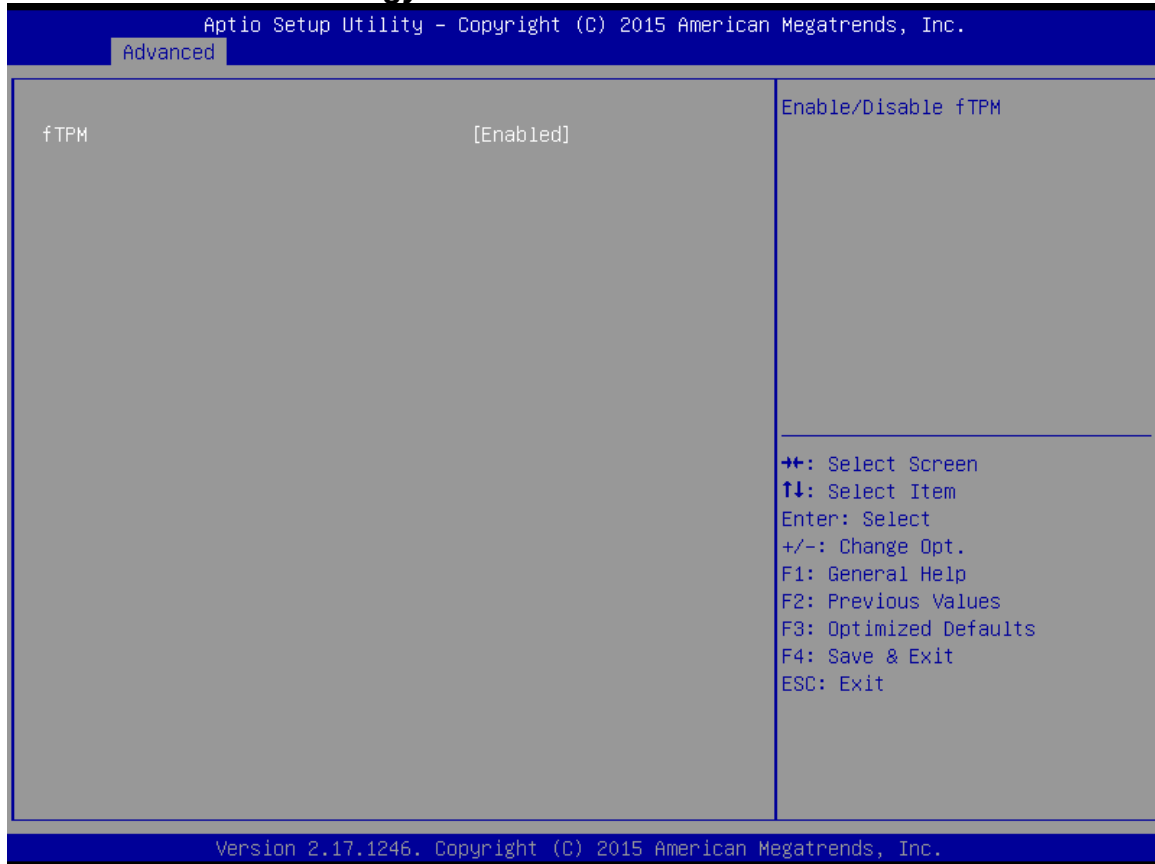 Aptio Setup Utility – Copyright (C) 2015 American Megatrends, Inc.
Advanced
fTPM [Enabled]
Enable/Disable fTPM
→←: Select Screen
↑↓: Select Item
Enter: Select
+/-: Change Opt.
F1: General Help
F2: Previous Values
F3: Optimized Defaults
F4: Save & Exit
ESC: Exit
Version 2.17.1246. Copyright (C) 2015 American Megatrends, Inc.